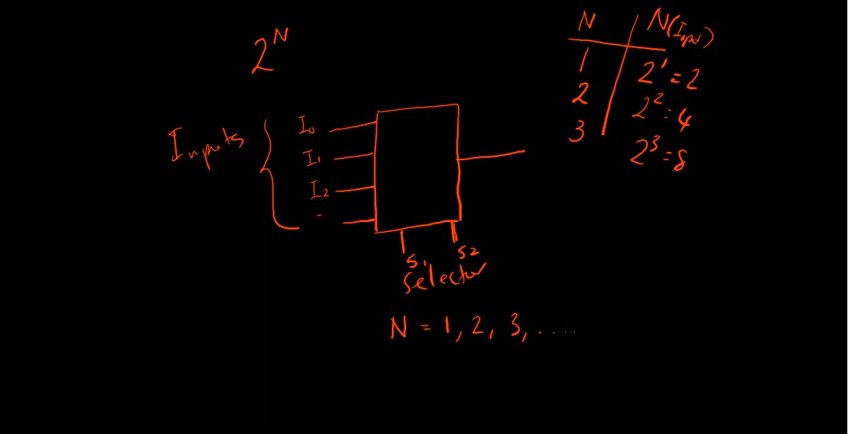 2^N
N N(Input)
1 2^1 = 2
2 2^2 = 4
3 2^3 = 8
Inputs
I0
I1
I2
S1 S2
Selector
N = 1, 2, 3, .....